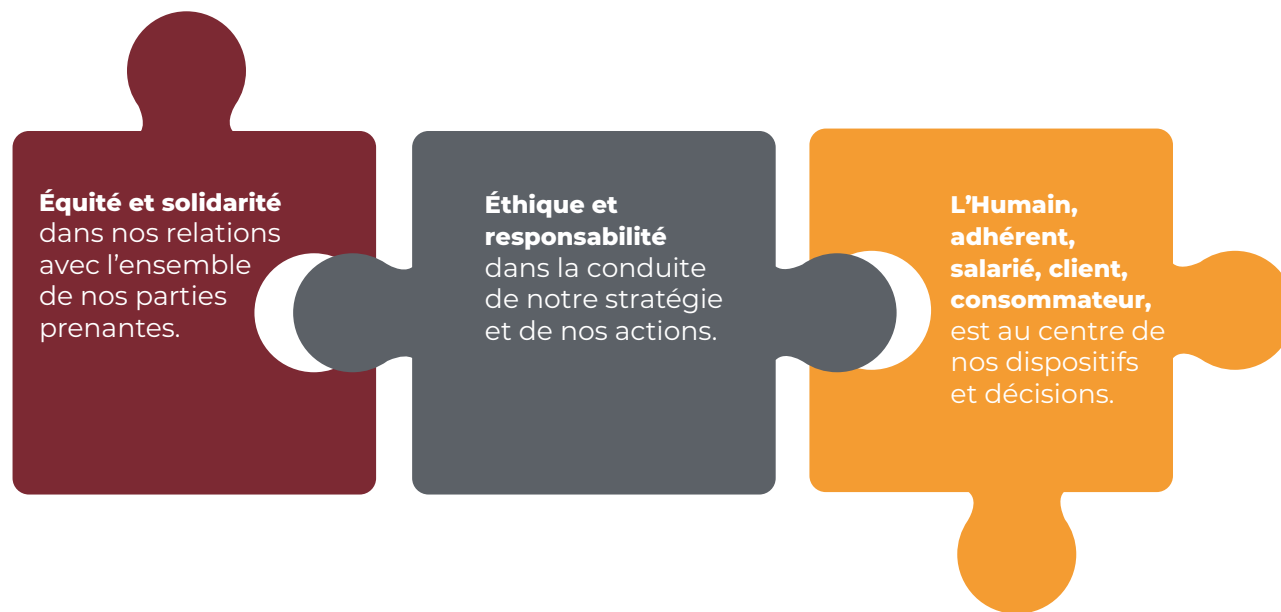 Équité et solidarité
dans nos relations
avec l’ensemble
de nos parties
prenantes.
Éthique et
responsabilité
dans la conduite
de notre stratégie
et de nos actions.
L’Humain,
adhérent,
salarié, client,
consommateur,
est au centre de
nos dispositifs
et décisions.